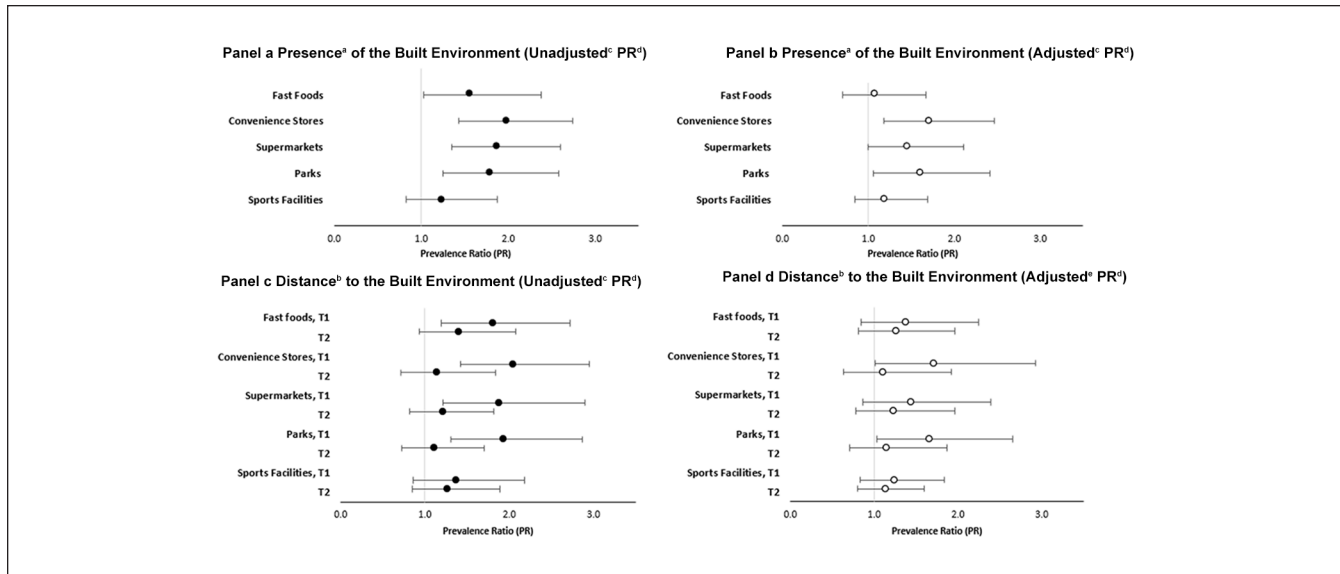 Panel a Presenceᵃ of the Built Environment (Unadjustedᶜ PRᵈ)
Fast Foods
Convenience Stores
Supermarkets
Parks
Sports Facilities
0.0 1.0 2.0 3.0
Prevalence Ratio (PR)
Panel b Presenceᵃ of the Built Environment (Adjustedᶜ PRᵈ)
Fast Foods
Convenience Stores
Supermarkets
Parks
Sports Facilities
0.0 1.0 2.0 3.0
Prevalence Ratio (PR)
Panel c Distanceᵇ to the Built Environment (Unadjustedᶜ PRᵈ)
Fast foods, T1
T2
Convenience Stores, T1
T2
Supermarkets, T1
T2
Parks, T1
T2
Sports Facilities, T1
T2
0.0 1.0 2.0 3.0
Prevalence Ratio (PR)
Panel d Distanceᵇ to the Built Environment (Adjustedᵉ PRᵈ)
Fast foods, T1
T2
Convenience Stores, T1
T2
Supermarkets, T1
T2
Parks, T1
T2
Sports Facilities, T1
T2
0.0 1.0 2.0 3.0
Prevalence Ratio (PR)